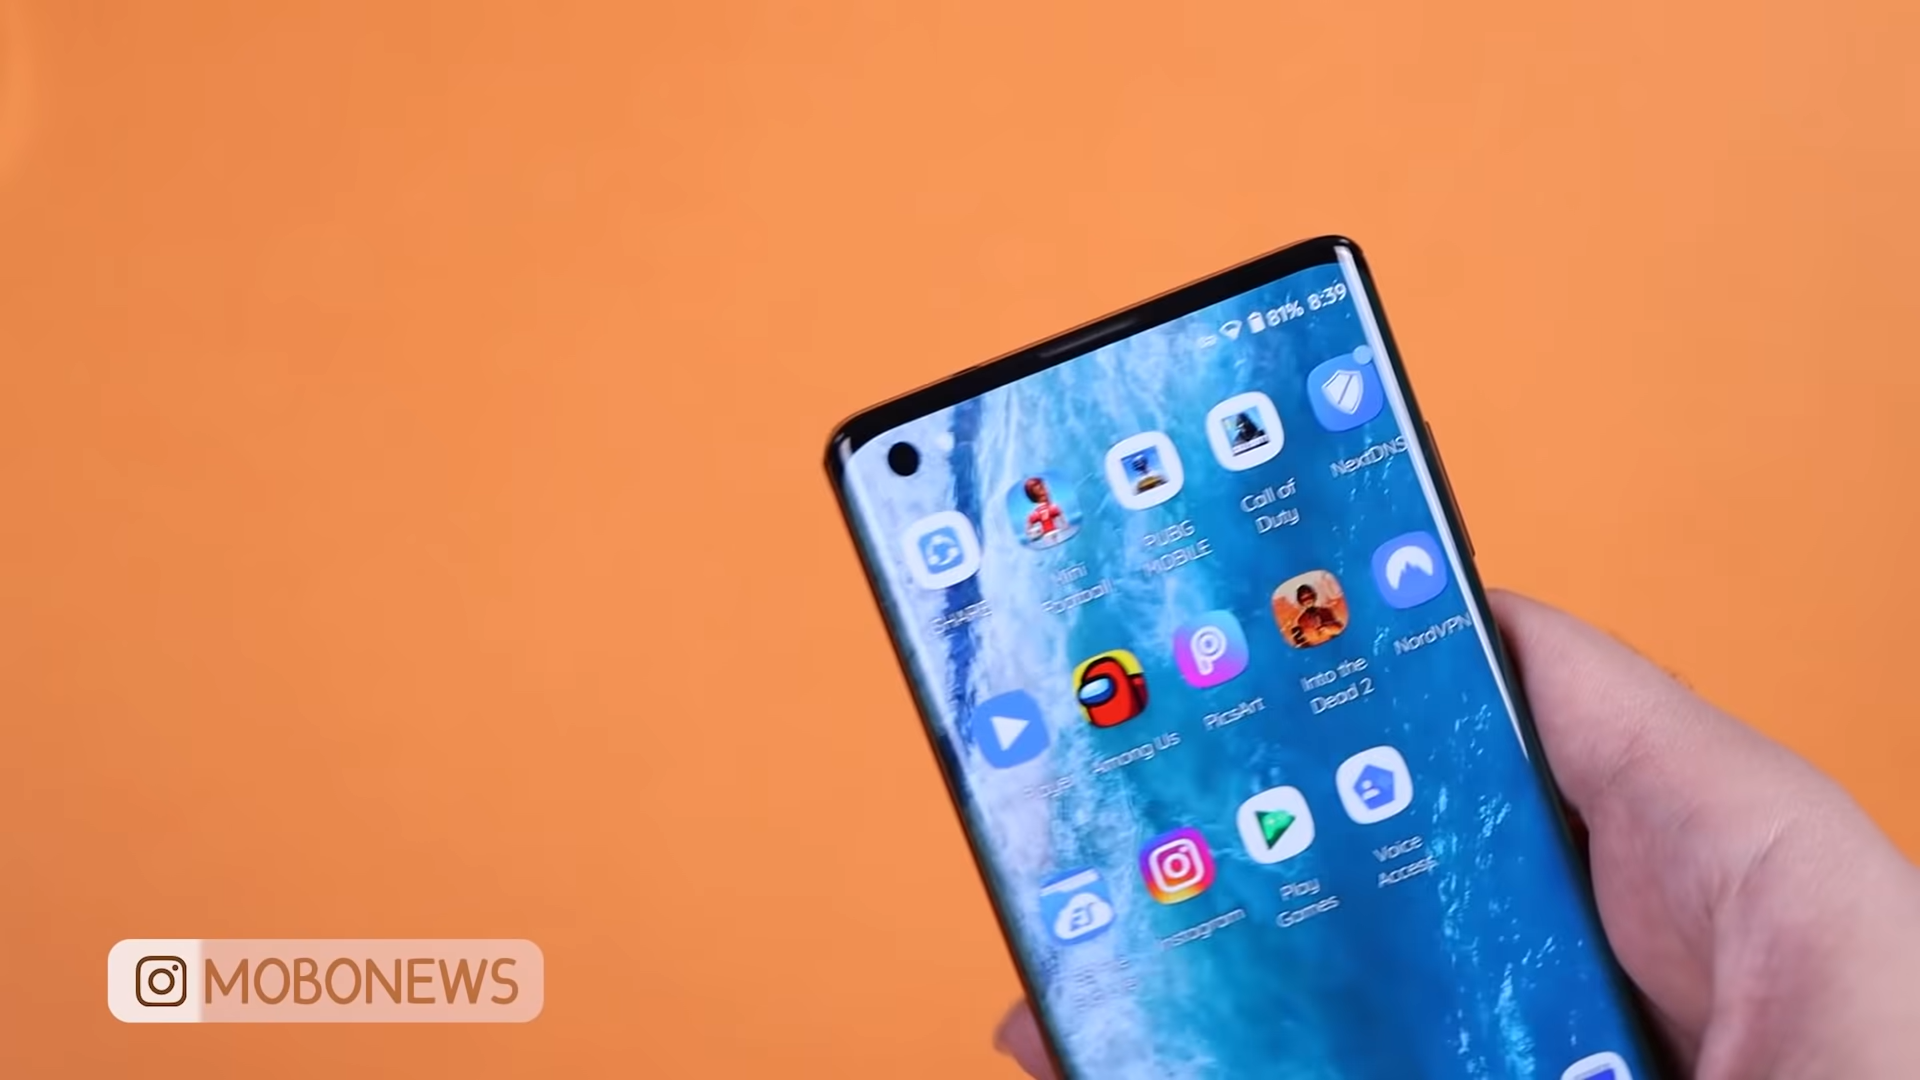 81% 8:39
NextDNS
Call of
Duty
PUBG
MOBILE
Mini
Football
SHARE
NordVPN
Into the
Dead 2
PicsArt
Among Us
Player
Voice
Access
Play
Games
Instagram
MOBONEWS